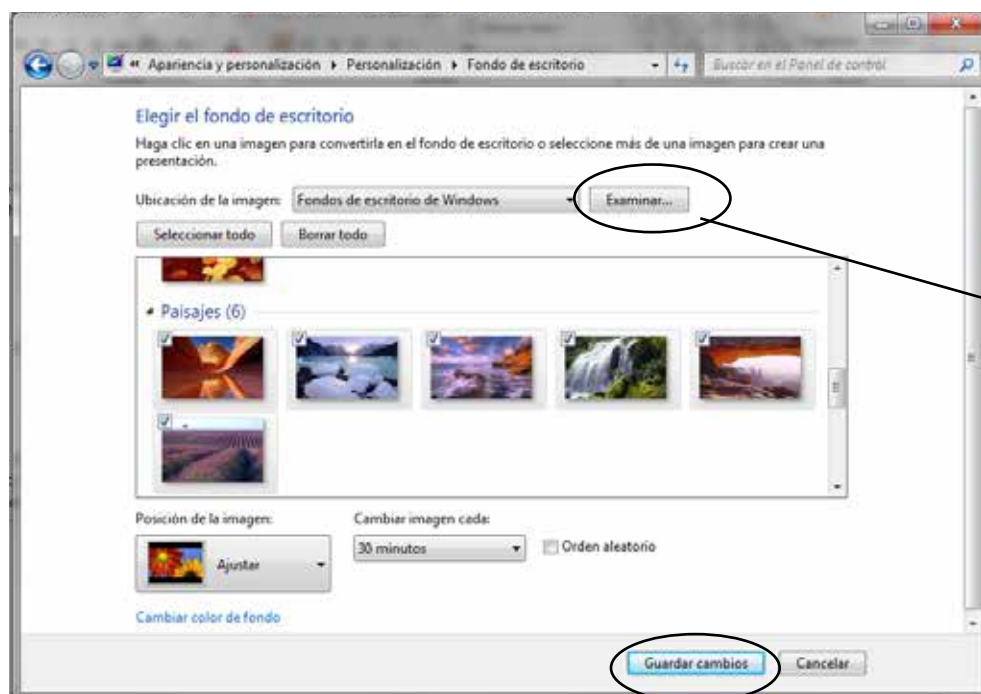 « Apariencia y personalización ▸ Personalización ▸ Fondo de escritorio
Buscar en el Panel de control
Elegir el fondo de escritorio
Haga clic en una imagen para convertirla en el fondo de escritorio o seleccione más de una imagen para crear una
presentación.
Ubicación de la imagen: Fondos de escritorio de Windows Examinar...
Seleccionar todo Borrar todo
Paisajes (6)
Posición de la imagen: Cambiar imagen cada:
Ajustar 30 minutos Orden aleatorio
Cambiar color de fondo
Guardar cambios Cancelar